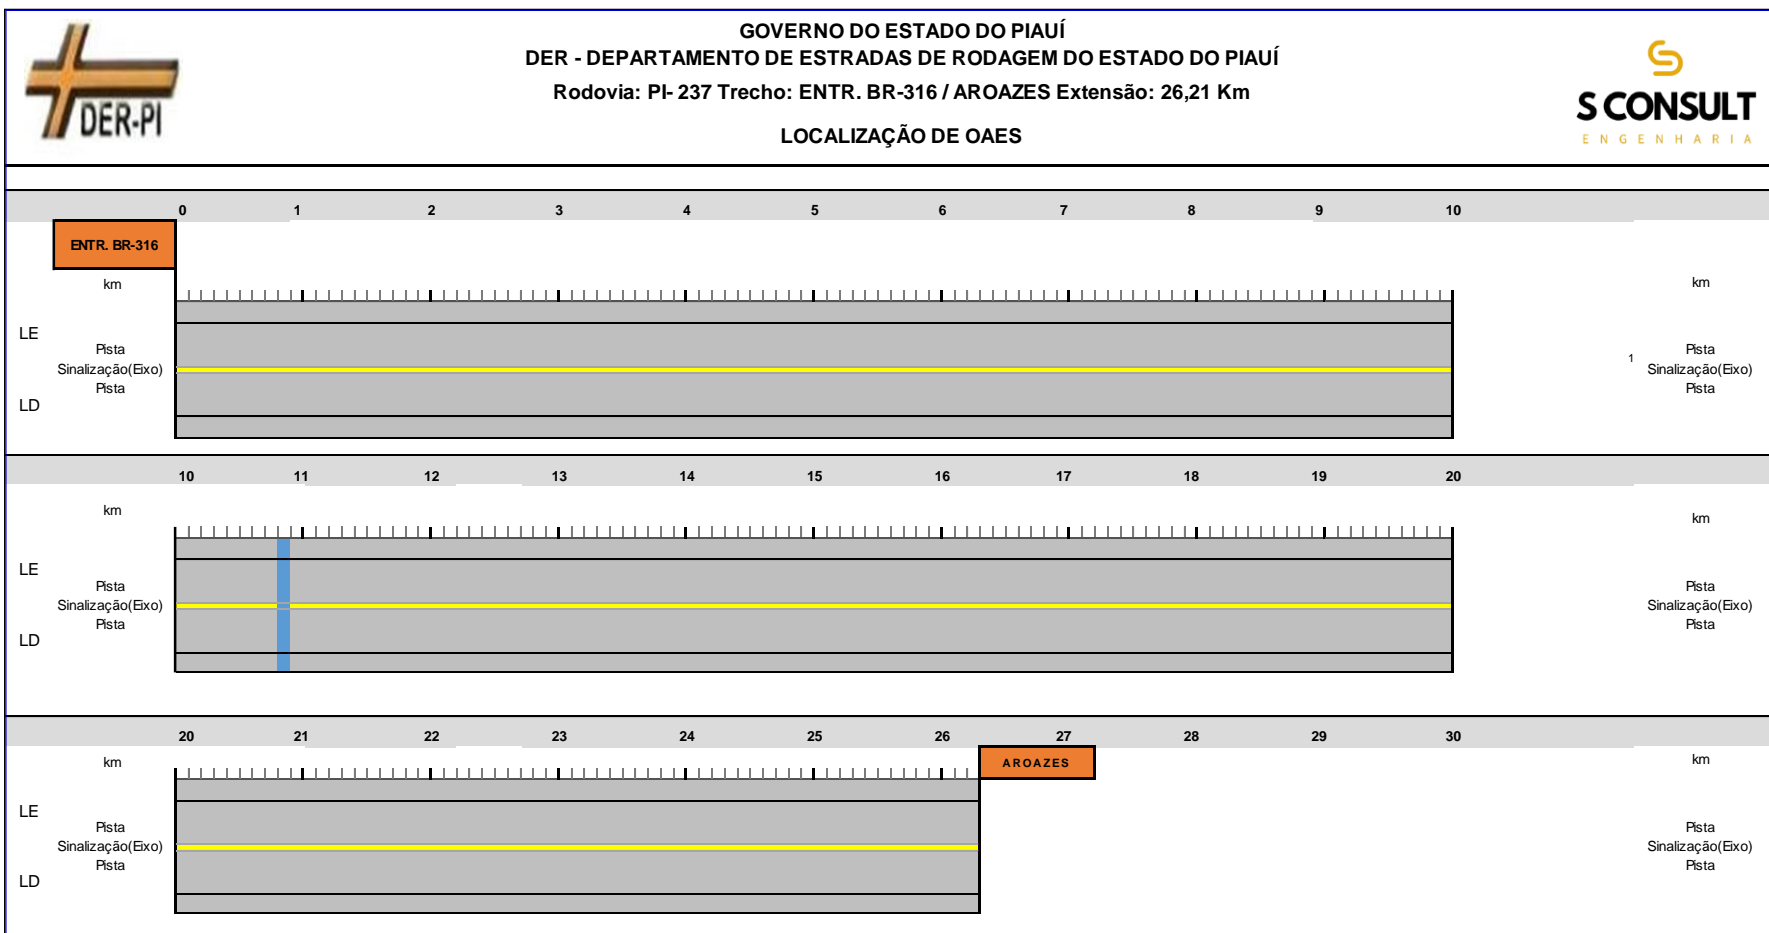 GOVERNO DO ESTADO DO PIAUÍ
DER - DEPARTAMENTO DE ESTRADAS DE RODAGEM DO ESTADO DO PIAUÍ
Rodovia: PI- 237 Trecho: ENTR. BR-316 / AROAZES Extensão: 26,21 Km
LOCALIZAÇÃO DE OAES
DER-PI
S CONSULT
ENGENHARIA
0 1 2 3 4 5 6 7 8 9 10
ENTR. BR-316
km km
LE
Pista 1 Pista
Sinalização(Eixo) Sinalização(Eixo)
Pista Pista
LD
10 11 12 13 14 15 16 17 18 19 20
km km
LE
Pista Pista
Sinalização(Eixo) Sinalização(Eixo)
Pista Pista
LD
20 21 22 23 24 25 26 27 28 29 30
km AROAZES km
LE
Pista Pista
Sinalização(Eixo) Sinalização(Eixo)
Pista Pista
LD